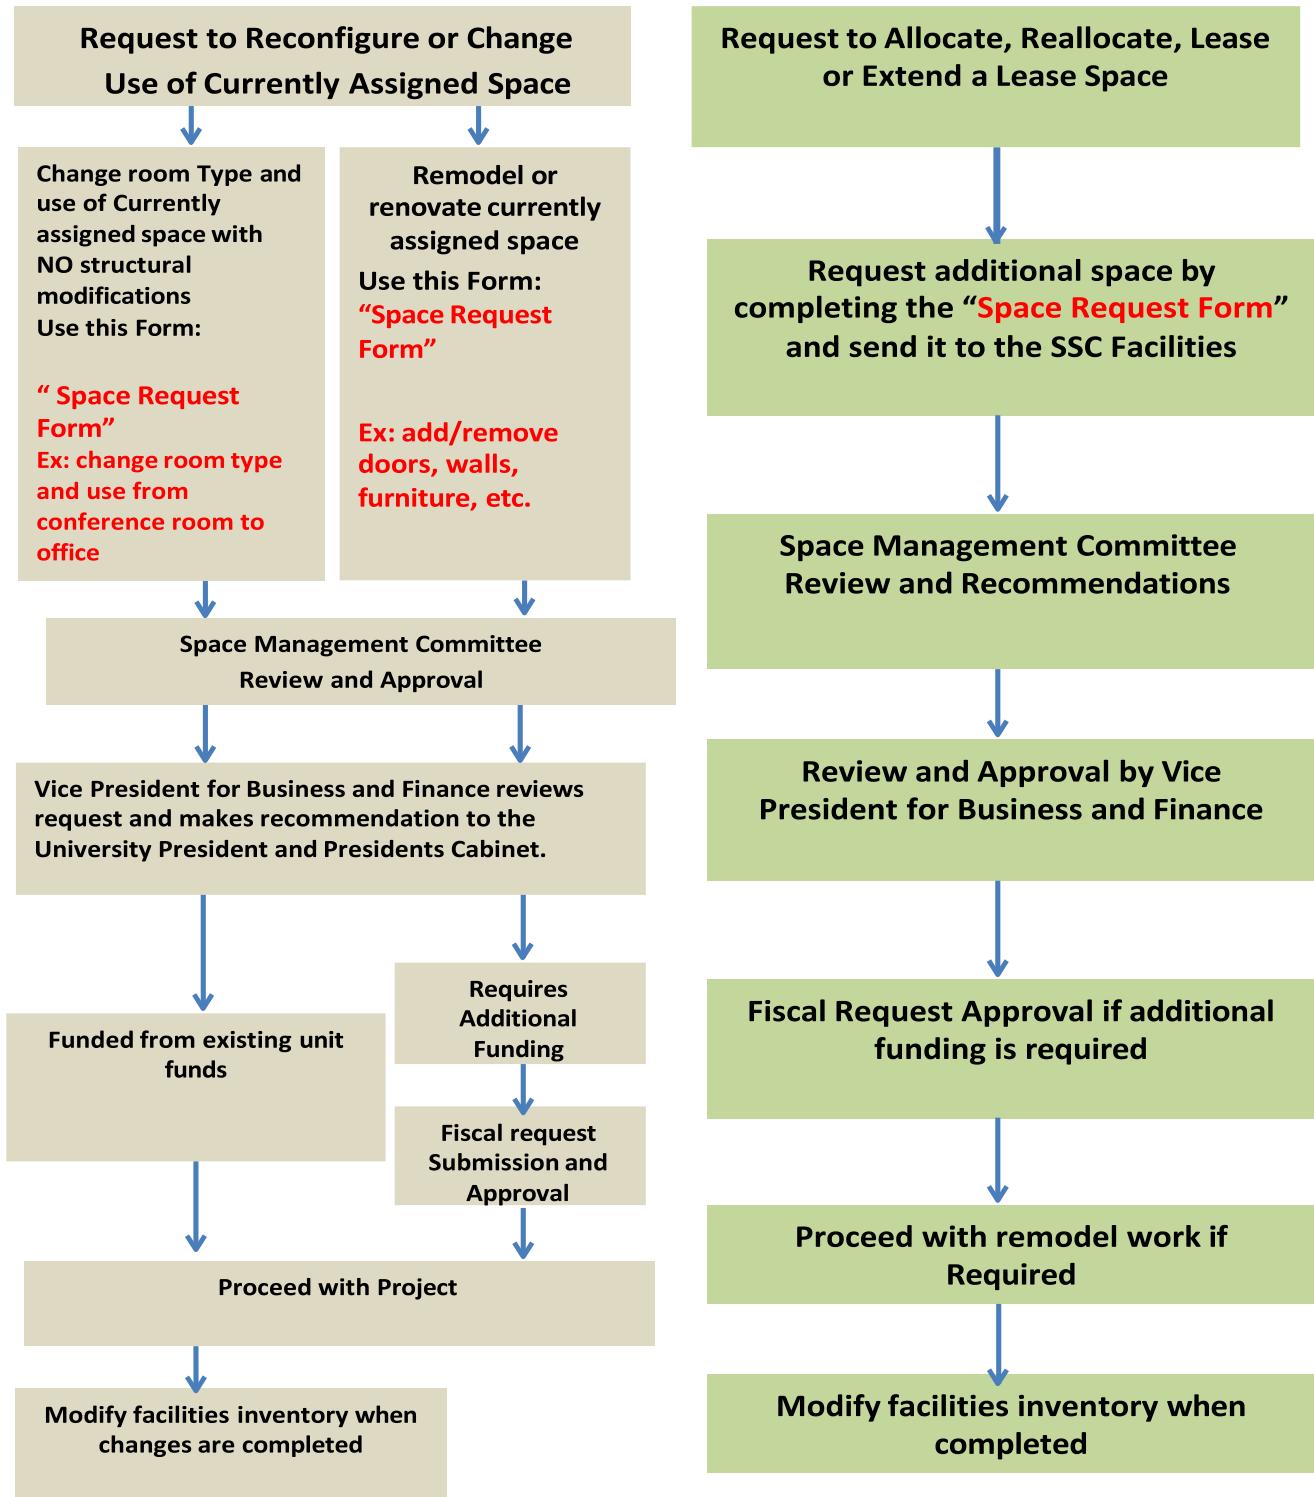 Request to Reconfigure or Change
Use of Currently Assigned Space
Change room Type and
use of Currently
assigned space with
NO structural
modifications
Use this Form:
“ Space Request
Form”
Ex: change room type
and use from
conference room to
office
Remodel or
renovate currently
assigned space
Use this Form:
“Space Request
Form”
Ex: add/remove
doors, walls,
furniture, etc.
Space Management Committee
Review and Approval
Vice President for Business and Finance reviews
request and makes recommendation to the
University President and Presidents Cabinet.
Funded from existing unit
funds
Requires
Additional
Funding
Fiscal request
Submission and
Approval
Proceed with Project
Modify facilities inventory when
changes are completed
Request to Allocate, Reallocate, Lease
or Extend a Lease Space
Request additional space by
completing the “Space Request Form”
and send it to the SSC Facilities
Space Management Committee
Review and Recommendations
Review and Approval by Vice
President for Business and Finance
Fiscal Request Approval if additional
funding is required
Proceed with remodel work if
Required
Modify facilities inventory when
completed